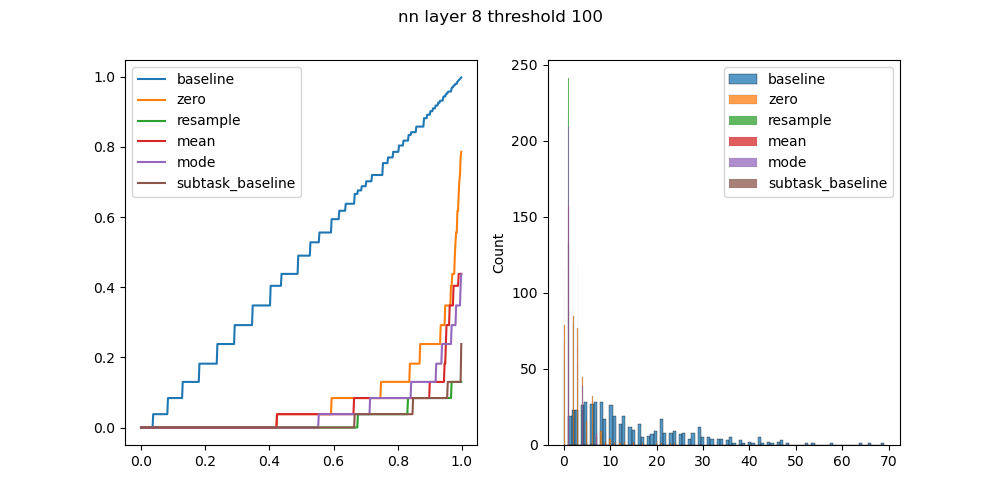 nn layer 8 threshold 100
baseline
zero
resample
mean
mode
subtask_baseline
1.0
0.8
0.6
0.4
0.2
0.0
0.0 0.2 0.4 0.6 0.8 1.0
baseline
zero
resample
mean
mode
subtask_baseline
Count
250
200
150
100
50
0
0 10 20 30 40 50 60 70